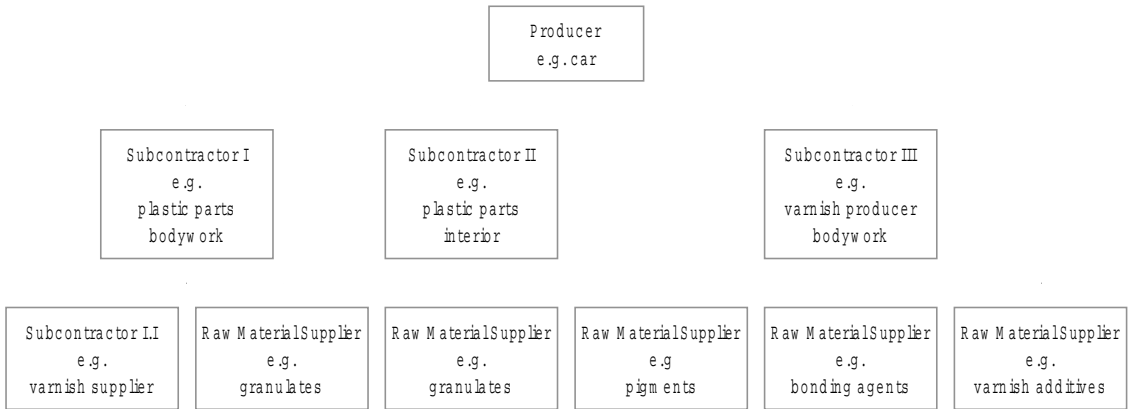 Producer
e.g. car
Subcontractor I
e.g.
plastic parts
bodywork
Subcontractor II
e.g.
plastic parts
interior
Subcontractor III
e.g.
varnish producer
bodywork
Subcontractor I.I
e.g.
varnish supplier
Raw Material Supplier
e.g.
granulates
Raw Material Supplier
e.g.
granulates
Raw Material Supplier
e.g
pigments
Raw Material Supplier
e.g.
bonding agents
Raw Material Supplier
e.g.
varnish additives